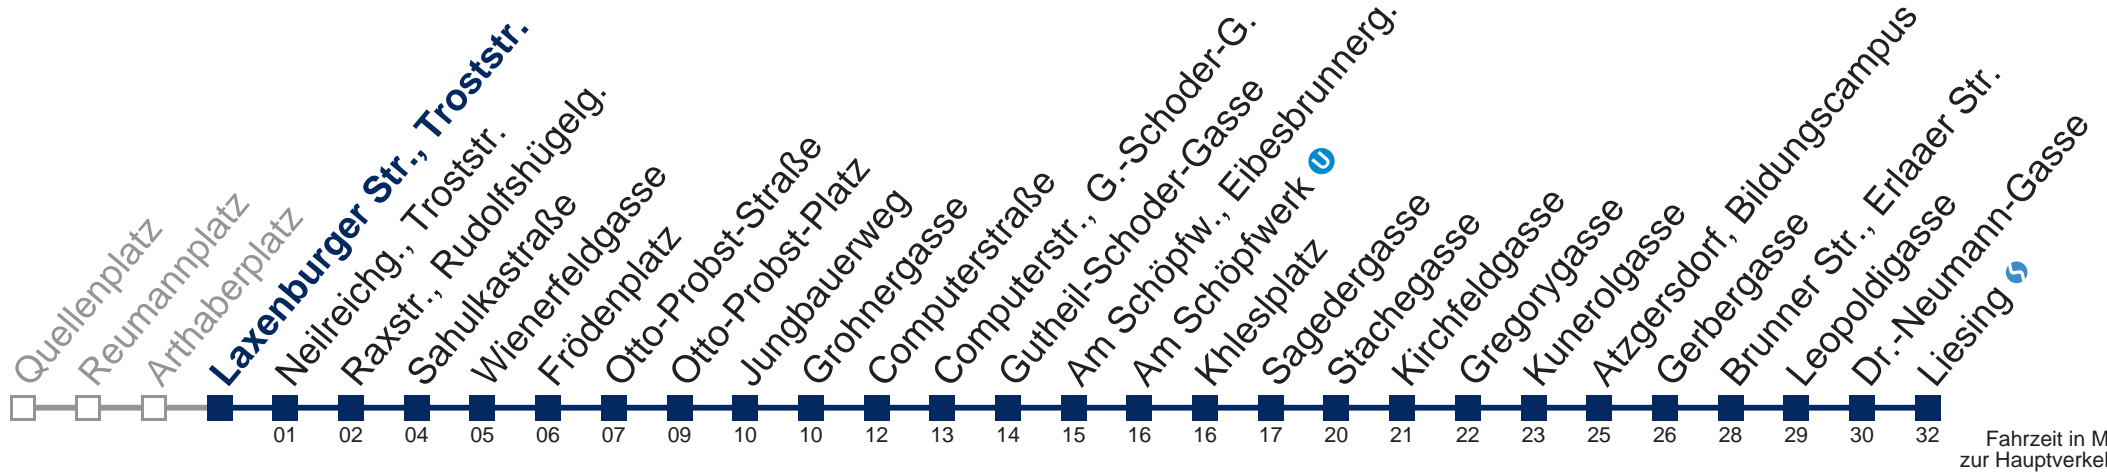 Quellenplatz
Reumannplatz
Arthaberplatz
Laxenburger Str., Troststr.
Neilreichg., Troststr.
Raxstr., Rudolfshügelg.
Sahulkastraße
Wienerfeldgasse
Frödenplatz
Otto-Probst-Straße
Otto-Probst-Platz
Jungbauerweg
Grohnergasse
Computerstraße
Computerstr., G.-Schoder-G.
Gutheil-Schoder-Gasse
Am Schöpfw., Eibesbrunnerg.
Am Schöpfwerk U
Khleslplatz
Sagedergasse
Stachegasse
Kirchfeldgasse
Gregorygasse
Kunerolgasse
Atzgersdorf, Bildungscampus
Gerbergasse
Brunner Str., Erlaaer Str.
Leopoldigasse
Dr.-Neumann-Gasse
Liesing S
01 02 04 05 06 07 09 10 10 12 13 14 15 16 16 17 20 21 22 23 25 26 28 29 30 32
Fahrzeit in M
zur Hauptverkeh